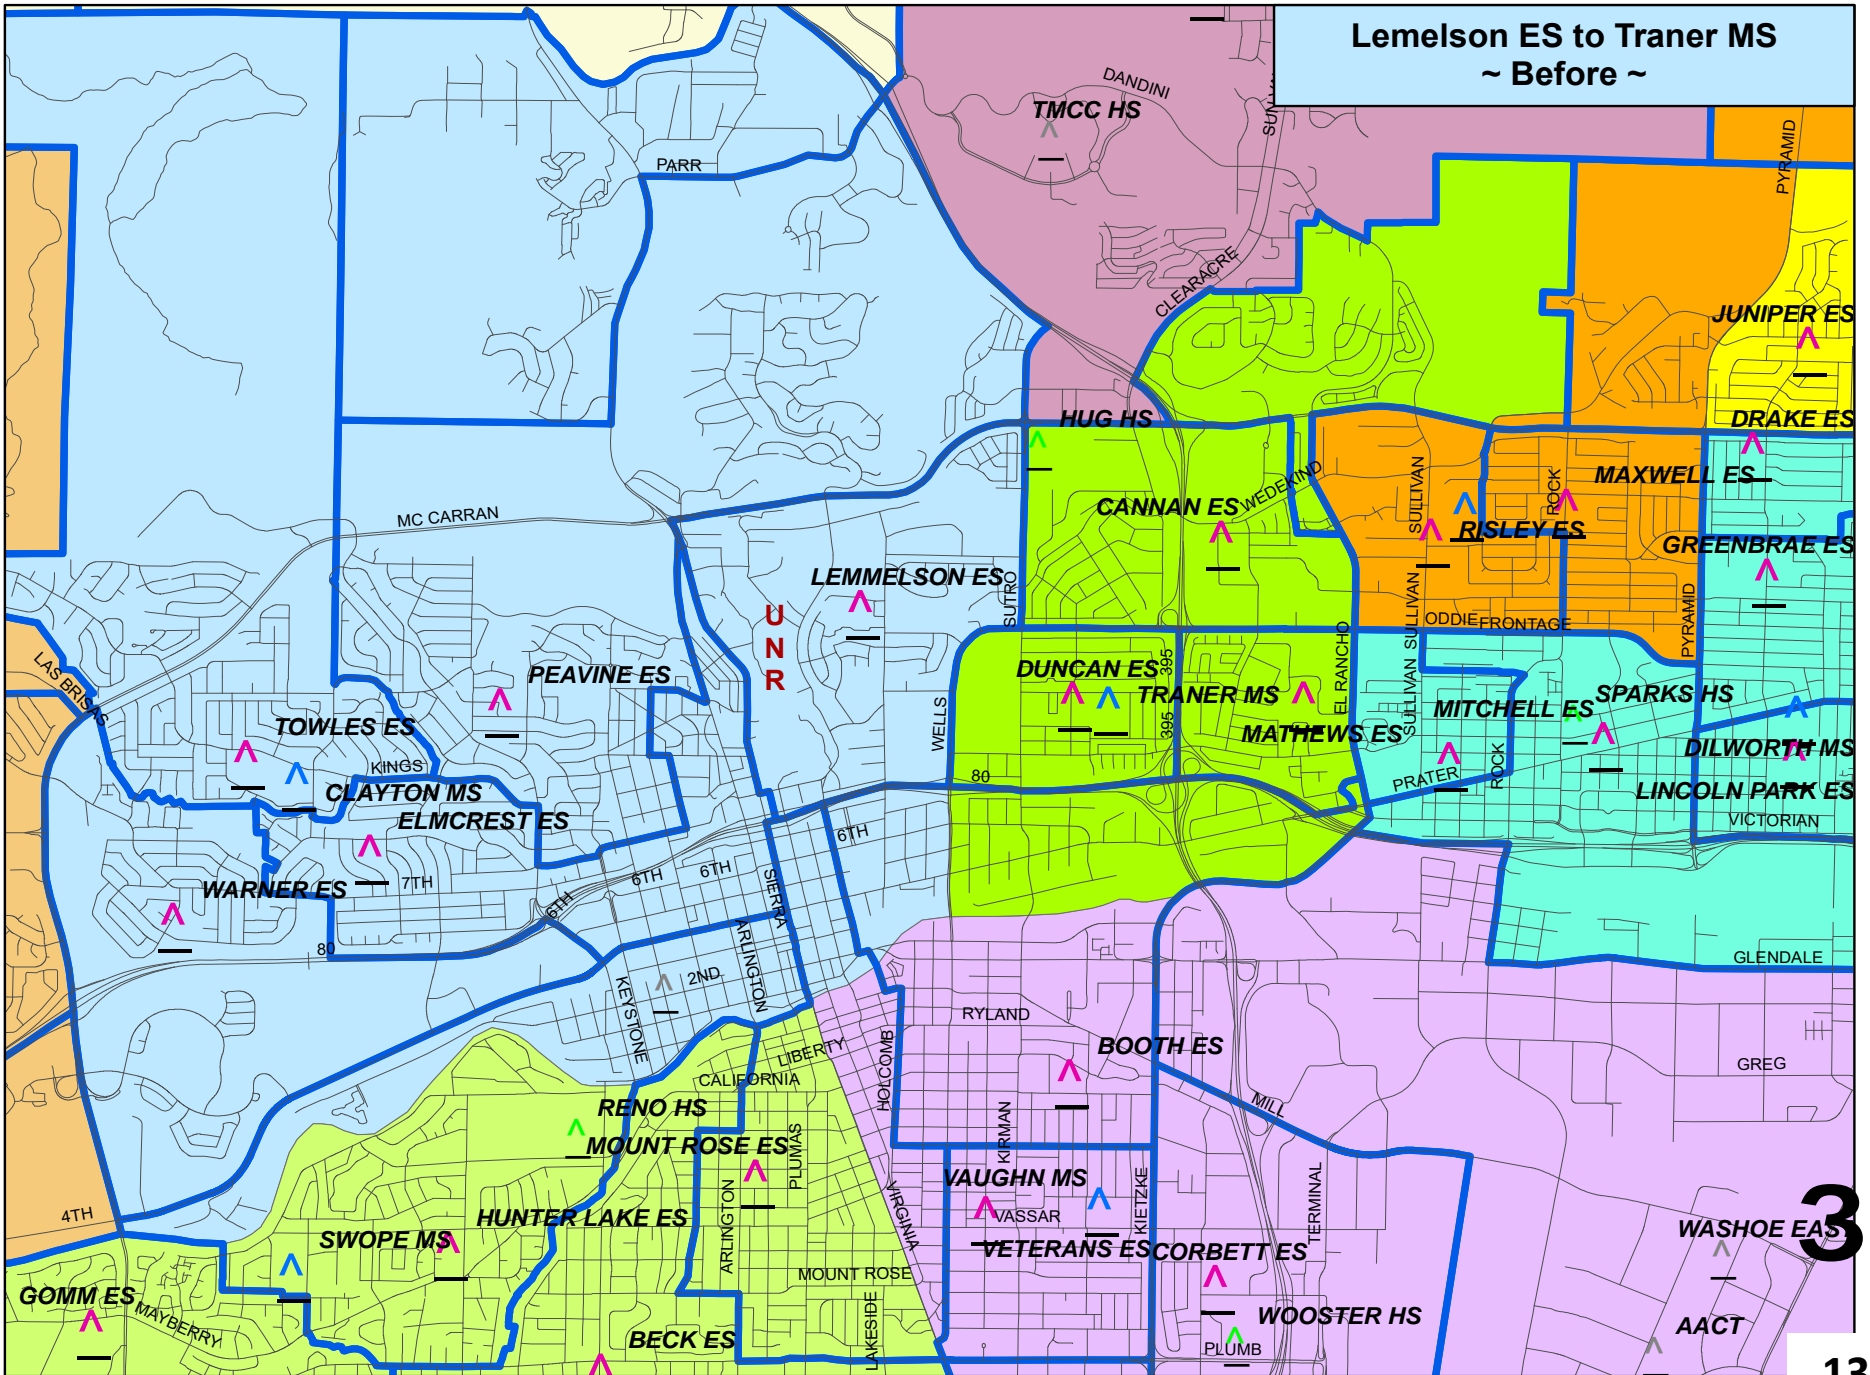 Lemelson ES to Traner MS
~ Before ~
DANDINI
TMCC HS
PYRAMID
PARR
CLEARACRE
JUNIPER ES
HUG HS
DRAKE ES
WEDEKIND
SULLIVAN
ROCK
MAXWELL ES
CANNAN ES
MC CARRAN
RISLEY ES
GREENBRAE ES
LEMMELSON ES
SUTRO
SULLIVAN
U
N
R
ODDIE
FRONTAGE
PYRAMID
EL RANCHO
LAS BRISAS
PEAVINE ES
DUNCAN ES
395
TRANER MS
SULLIVAN
MITCHELL ES
SPARKS HS
TOWLES ES
WELLS
395
MATHEWS ES
DILWORTH MS
KINGS
80
PRATER
ROCK
CLAYTON MS
LINCOLN PARK ES
ELMCREST ES
VICTORIAN
6TH
WARNER ES
7TH
6TH
6TH
SIERRA
6TH
80
ARLINGTON
2ND
KEYSTONE
GLENDALE
RYLAND
HOLCOMB
BOOTH ES
LIBERTY
CALIFORNIA
GREG
RENO HS
MILL
MOUNT ROSE ES
PLUMAS
KIRMAN
VAUGHN MS
KIETZKE
TERMINAL
4TH
HUNTER LAKE ES
ARLINGTON
VIRGINIA
VASSAR
3
SWOPE MS
VETERANS ES
CORBETT ES
WASHOE EAST
MOUNT ROSE
GOMM ES
MAYBERRY
LAKESIDE
WOOSTER HS
BECK ES
PLUMB
AACT
13